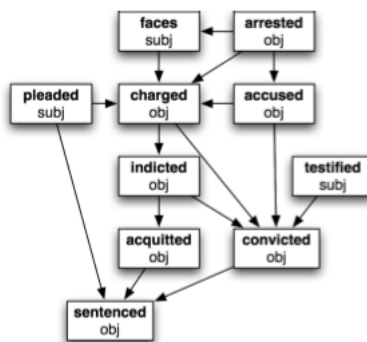 faces
subj
arrested
obj
pleaded
subj
charged
obj
accused
obj
indicted
obj
testified
subj
acquitted
obj
convicted
obj
sentenced
obj